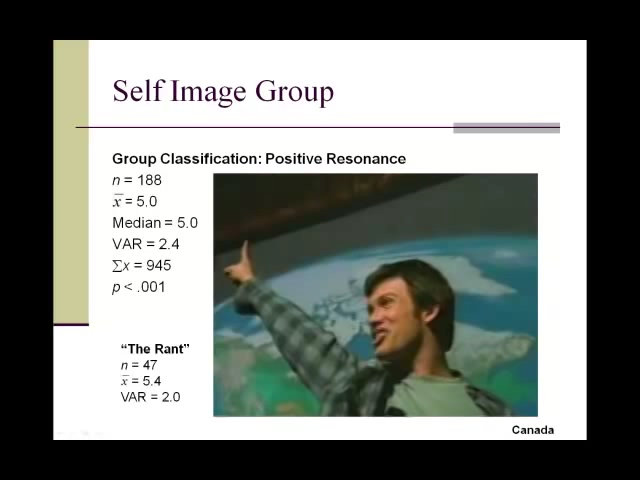 Self Image Group
Group Classification: Positive Resonance
n = 188
x̅ = 5.0
Median = 5.0
VAR = 2.4
∑x = 945
p < .001
“The Rant”
n = 47
x̅ = 5.4
VAR = 2.0
Canada